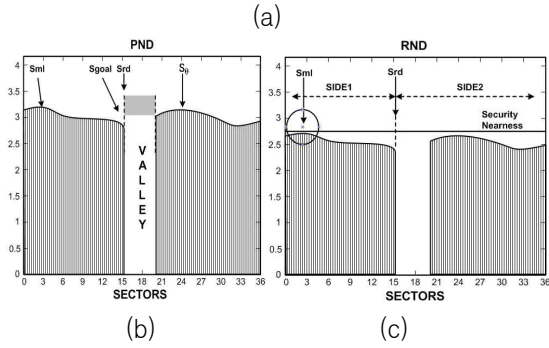 (a)
PND
Sml Sgoal Srd Sθ
4
3.5
3
2.5
2
1.5
1
0.5
0
VALLEY
0 3 6 9 12 15 18 21 24 27 30 33 36
SECTORS
(b)
RND
Sml Srd
SIDE1 SIDE2
Security
Nearness
4
3.5
3
2.5
2
1.5
1
0.5
0
0 3 6 9 12 15 18 21 24 27 30 33 36
SECTORS
(c)